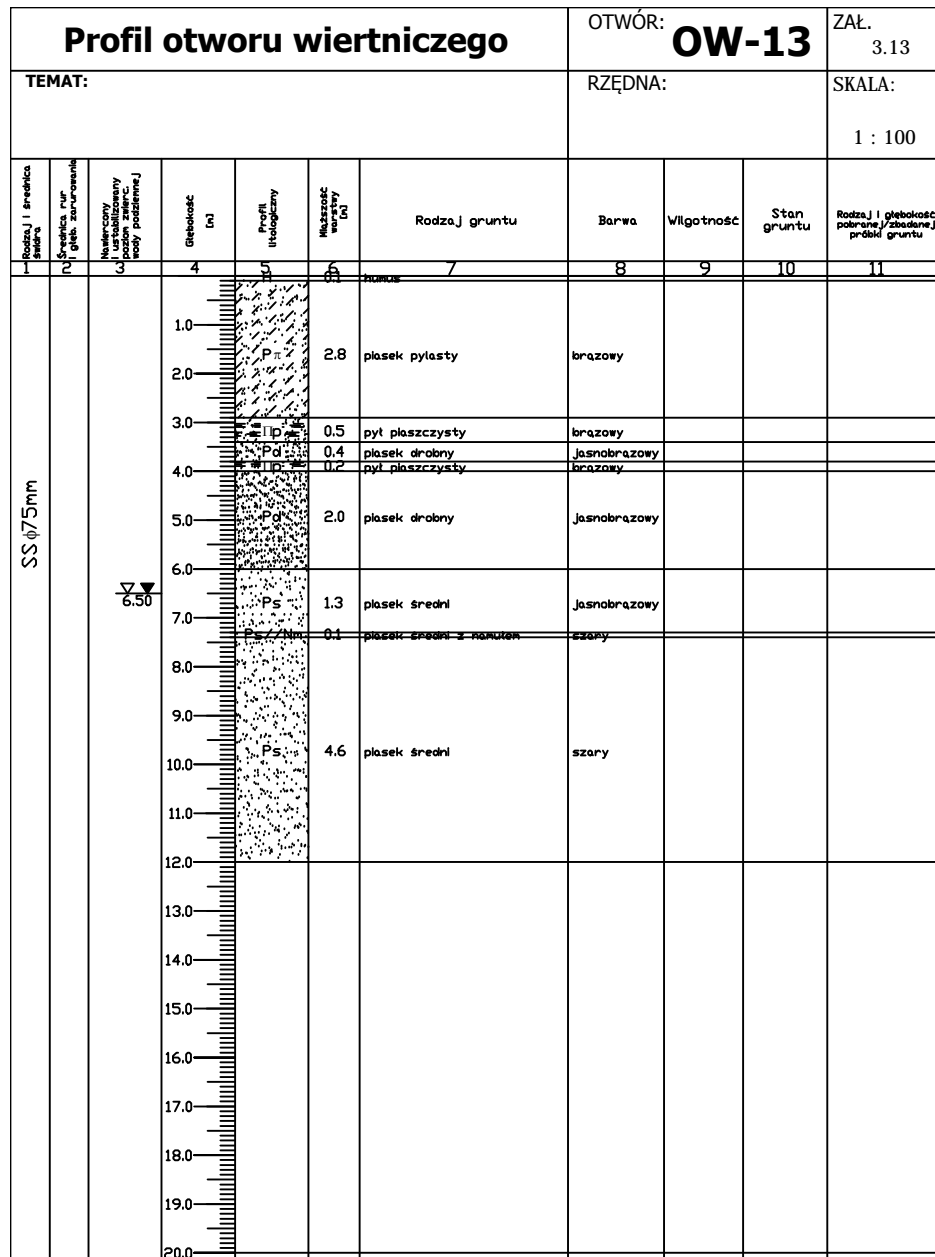 Profil otworu wiertniczego
OTWÓR: OW-13
ZAŁ.
3.13
TEMAT:
RZĘDNA:
SKALA:
1 : 100
Rodzaj i średnica
świdra
Średnica rur
i głęb. zarurowania
Nawiercony
i ustabilizowany
poziom zwierc.
wody podziemnej
Głębokość
[m]
Profil
litologiczny
Miąższość
warstwy
[m]
Rodzaj gruntu
Barwa
Wilgotność
Stan
gruntu
Rodzaj i głębokość
pobranej/zbadanej
próbki gruntu
1 2 3 4 5 6 7 8 9 10 11
H 0.1 humus
1.0
Pπ 2.8 piasek pylasty brązowy
2.0
3.0
Πp 0.5 pył piaszczysty brązowy
Pd 0.4 piasek drobny jasnobrązowy
Πp 0.2 pył piaszczysty brązowy
4.0
SSϕ75mm
5.0 Pd 2.0 piasek drobny jasnobrązowy
6.0
6.50 Ps 1.3 piasek średni jasnobrązowy
7.0
Ps//Nm 0.1 piasek średni z namułem szary
8.0
9.0
Ps 4.6 piasek średni szary
10.0
11.0
12.0
13.0
14.0
15.0
16.0
17.0
18.0
19.0
20.0